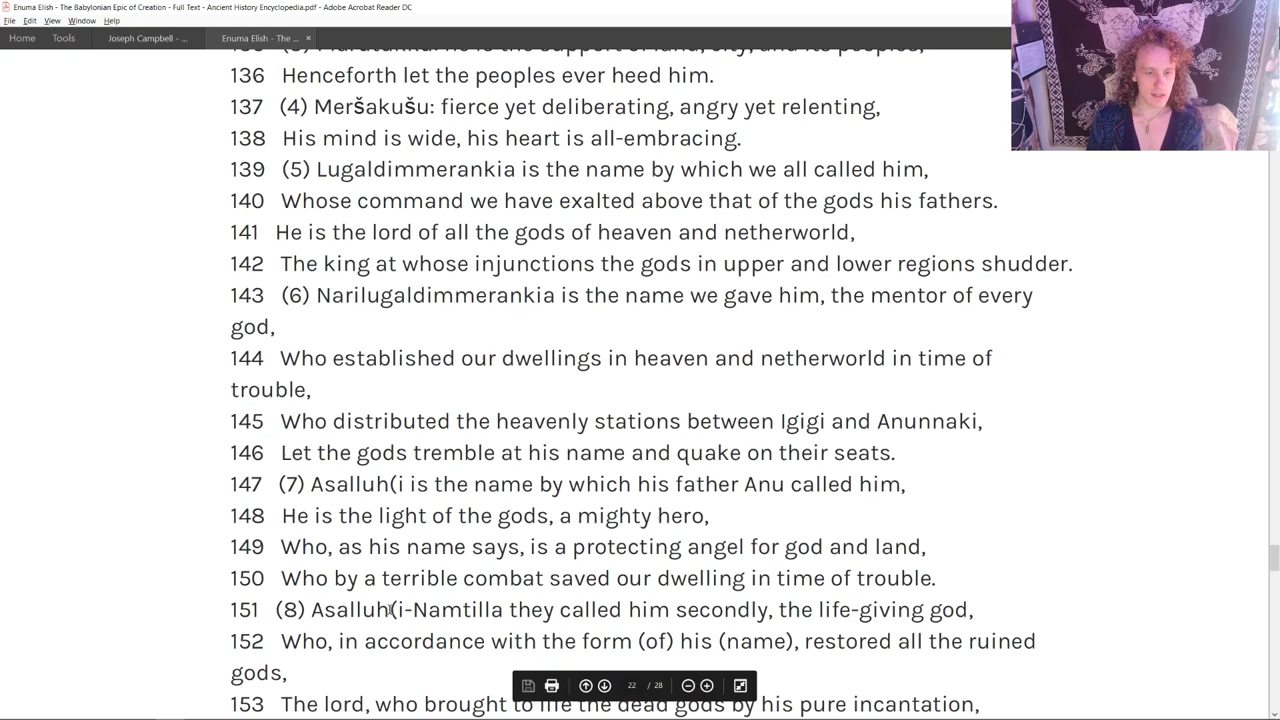 Enuma Elish - The Babylonian Epic of Creation - Full Text - Ancient History Encyclopedia.pdf - Adobe Acrobat Reader DC
File Edit View Window Help
Home Tools Joseph Campbell - ... Enuma Elish - The ... ×
136 Henceforth let the peoples ever heed him.
137 (4) Meršakušu: fierce yet deliberating, angry yet relenting,
138 His mind is wide, his heart is all-embracing.
139 (5) Lugaldimmerankia is the name by which we all called him,
140 Whose command we have exalted above that of the gods his fathers.
141 He is the lord of all the gods of heaven and netherworld,
142 The king at whose injunctions the gods in upper and lower regions shudder.
143 (6) Narilugaldimmerankia is the name we gave him, the mentor of every
god,
144 Who established our dwellings in heaven and netherworld in time of
trouble,
145 Who distributed the heavenly stations between Igigi and Anunnaki,
146 Let the gods tremble at his name and quake on their seats.
147 (7) Asalluh(i is the name by which his father Anu called him,
148 He is the light of the gods, a mighty hero,
149 Who, as his name says, is a protecting angel for god and land,
150 Who by a terrible combat saved our dwelling in time of trouble.
151 (8) Asalluh(i-Namtilla they called him secondly, the life-giving god,
152 Who, in accordance with the form (of) his (name), restored all the ruined
gods,
22 / 28
153 The lord, who brought to life the dead gods by his pure incantation,